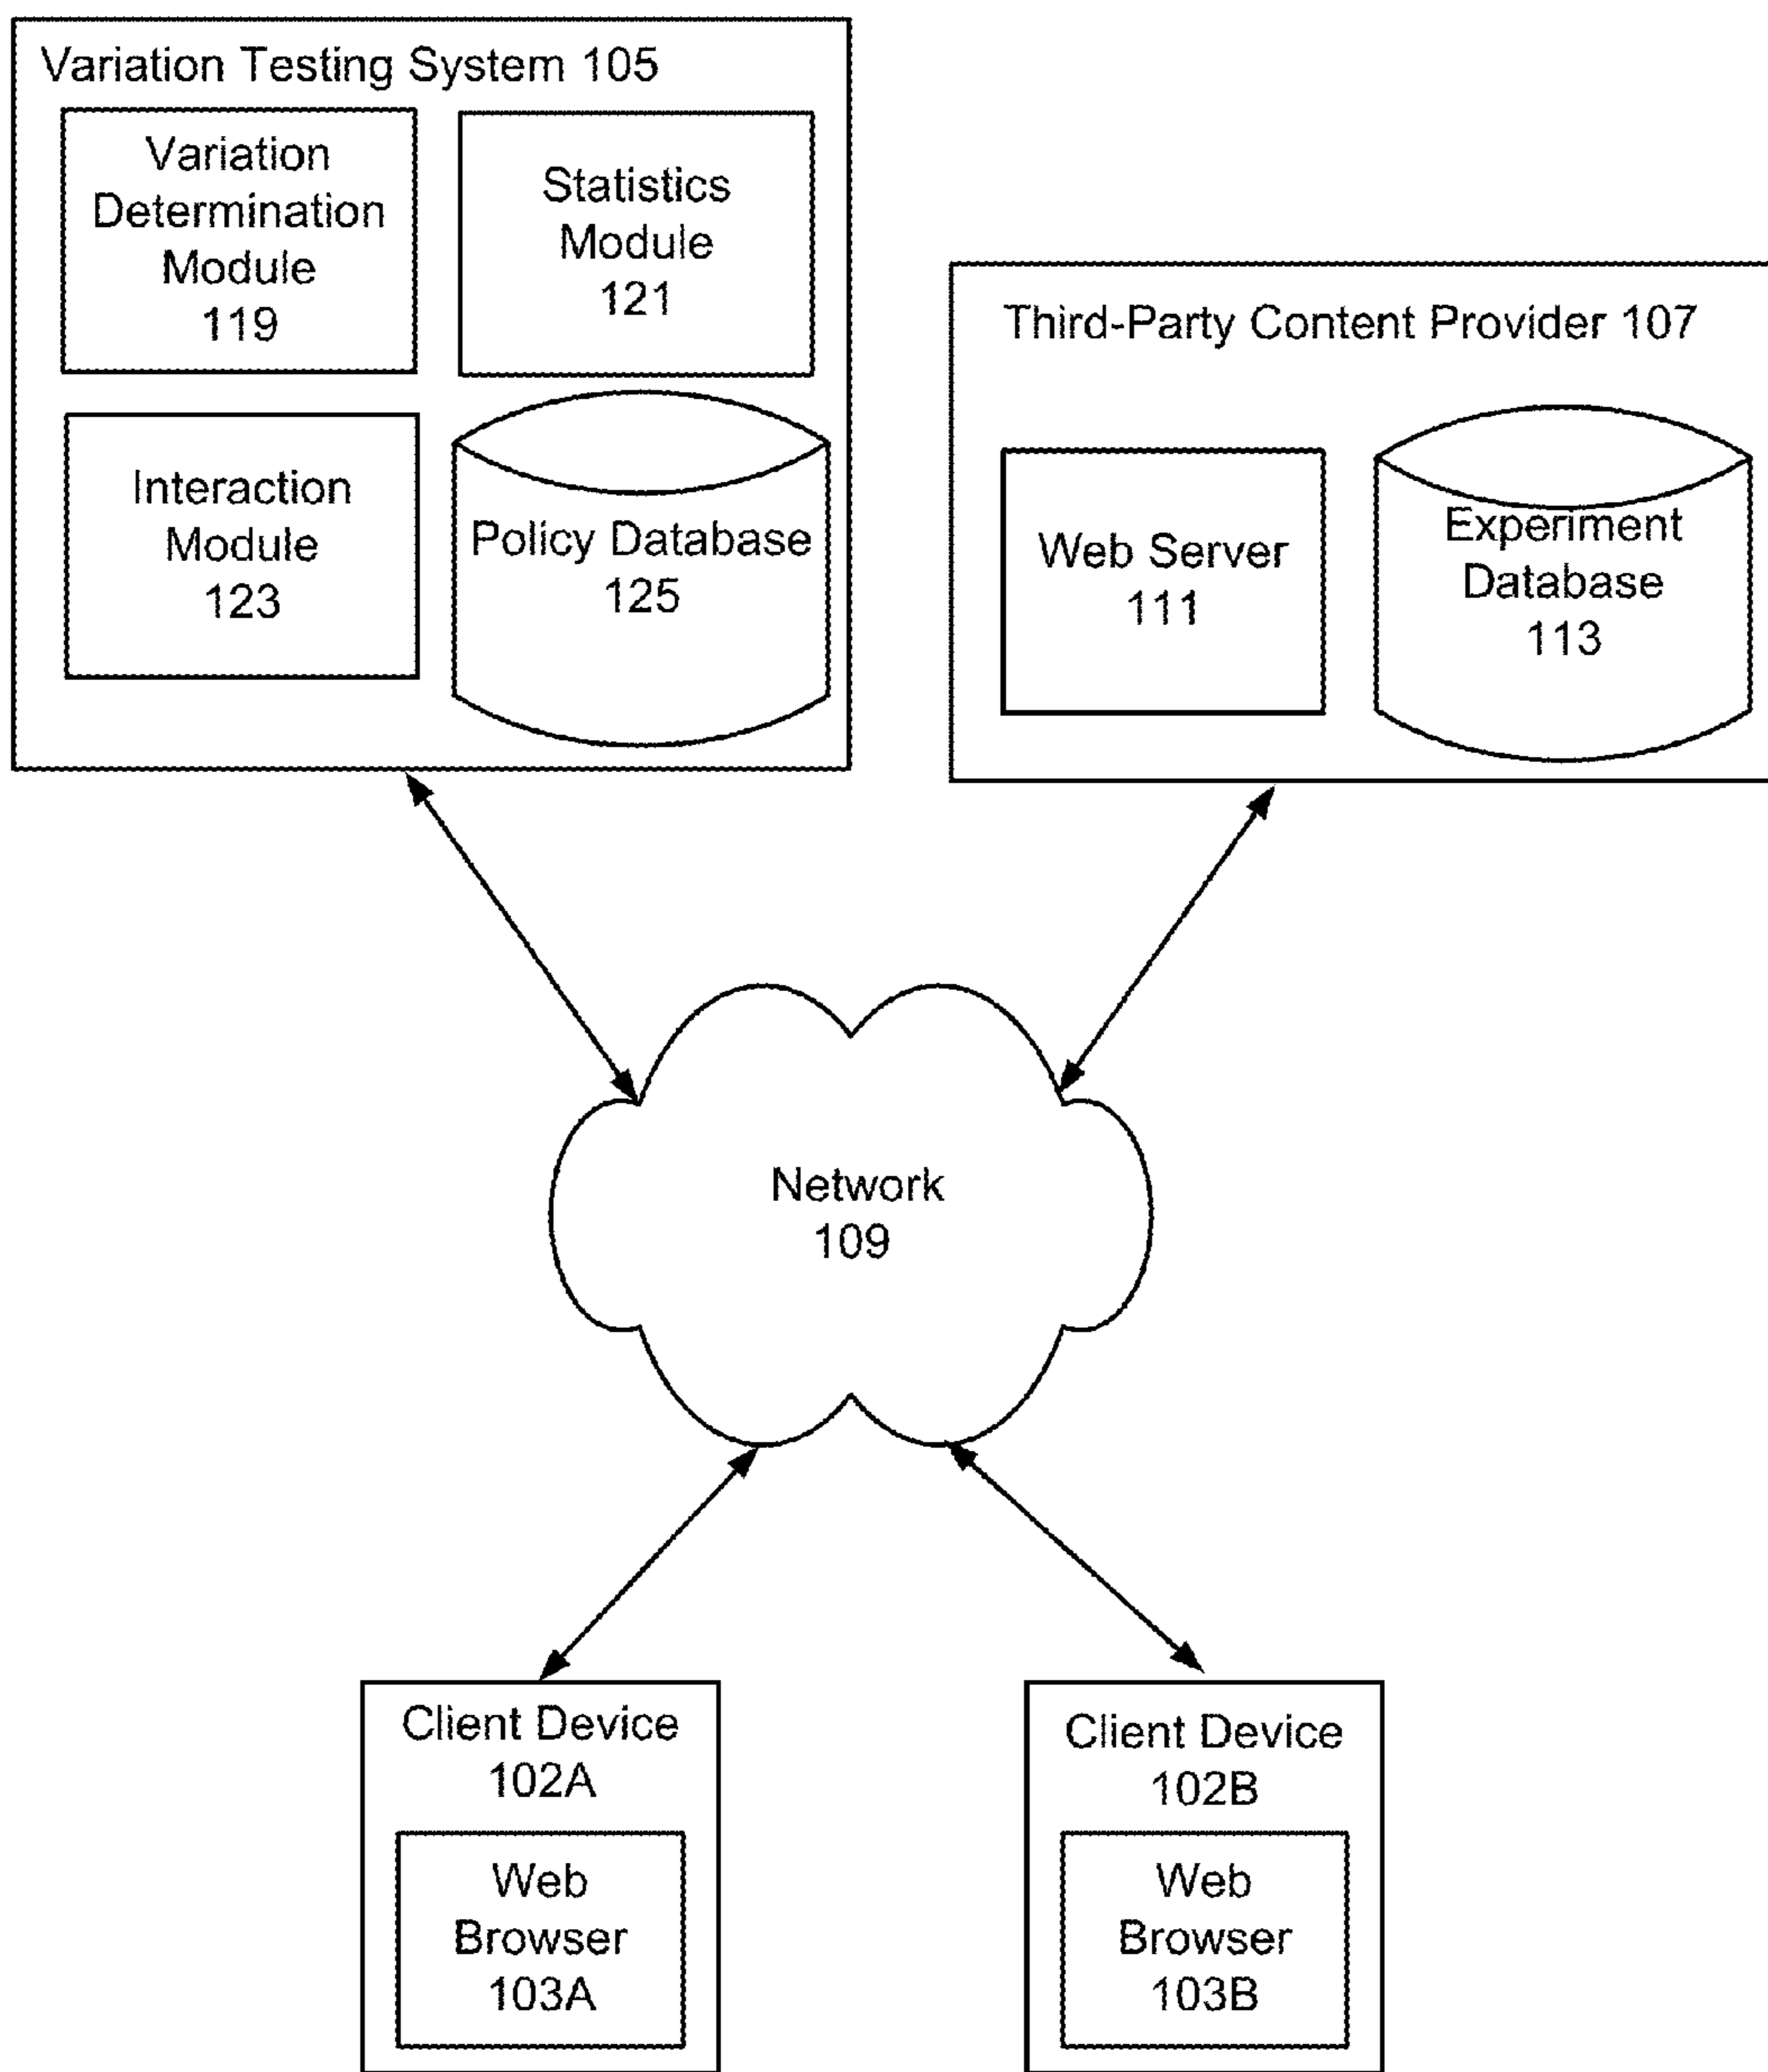 Variation Testing System 105
Variation
Determination
Module
119
Statistics
Module
121
Interaction
Module
123
Policy Database
125
Third-Party Content Provider 107
Web Server
111
Experiment
Database
113
Network
109
Client Device
102A
Web
Browser
103A
Client Device
102B
Web
Browser
103B